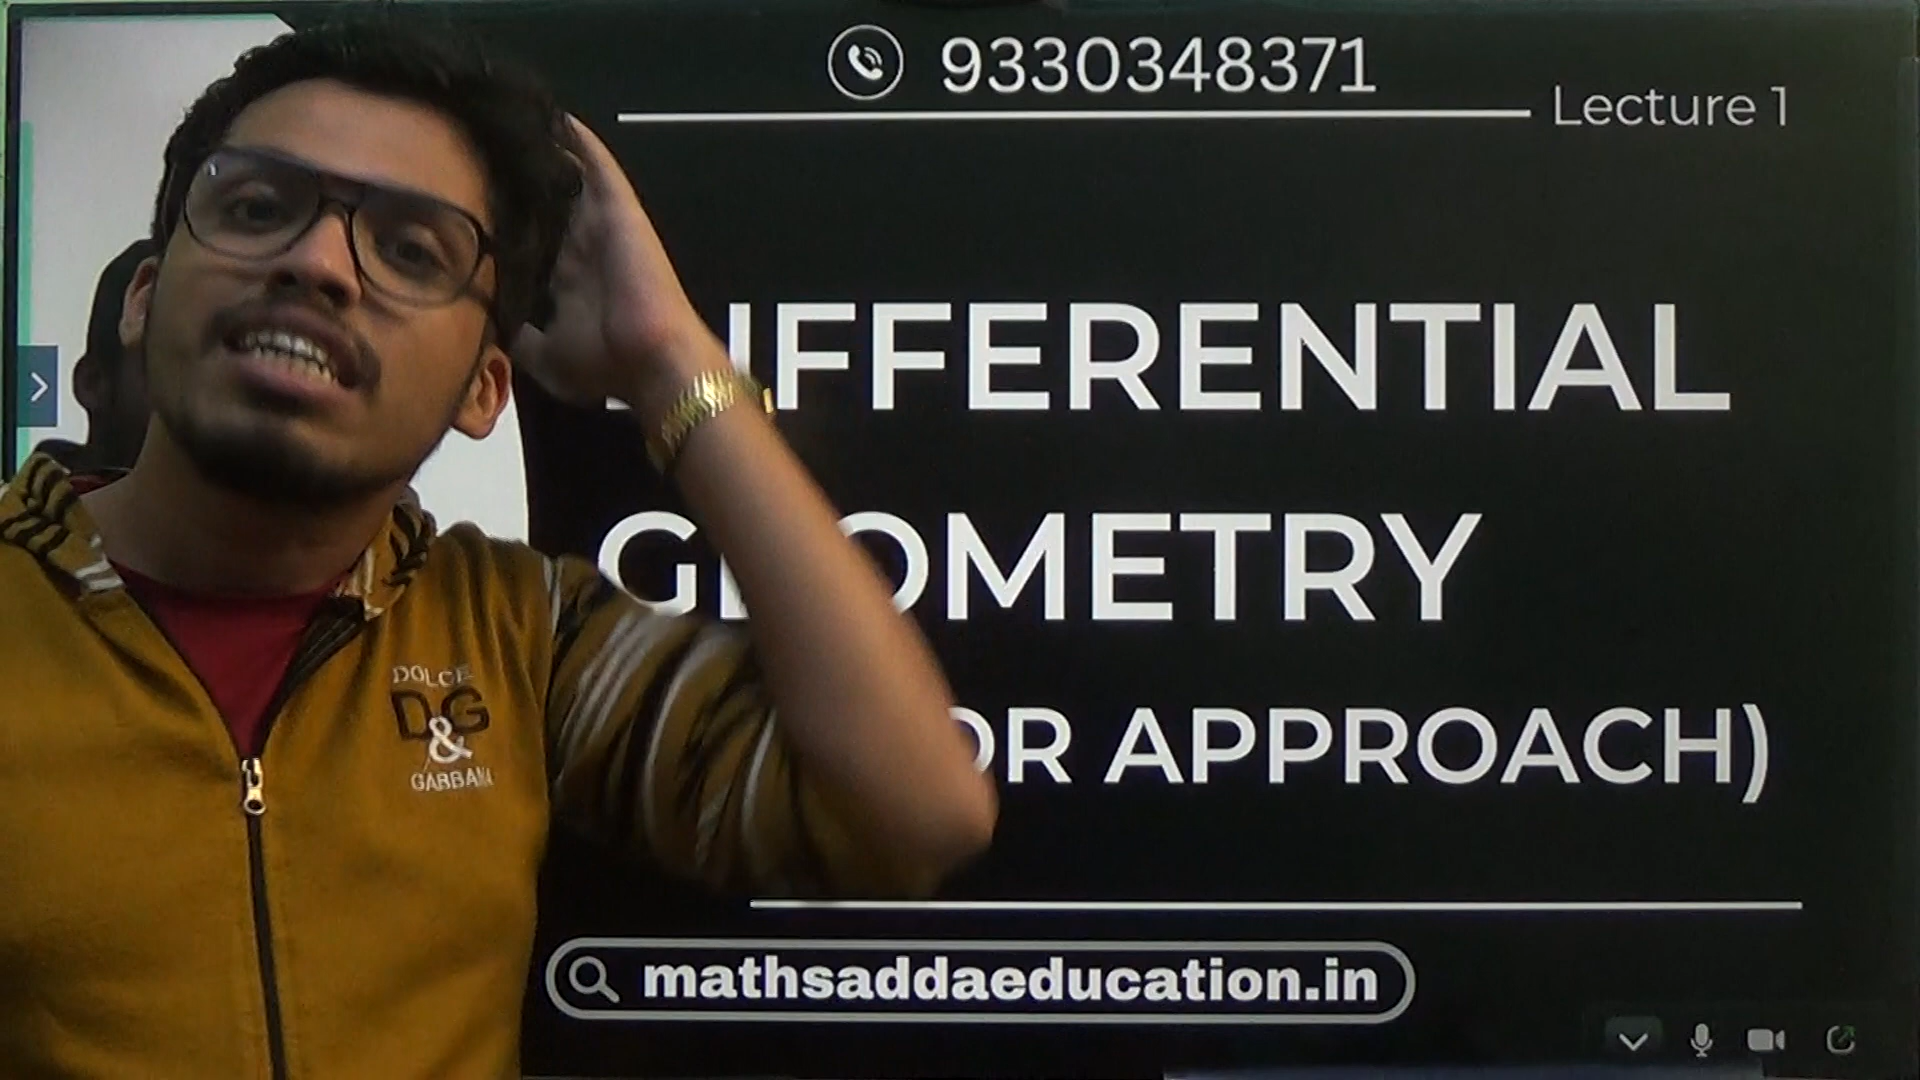 9330348371
Lecture 1
IFFERENTIAL
G OMETRY
OR APPROACH)
mathsaddaeducation.in
DOLCE
D&G
GABBANA